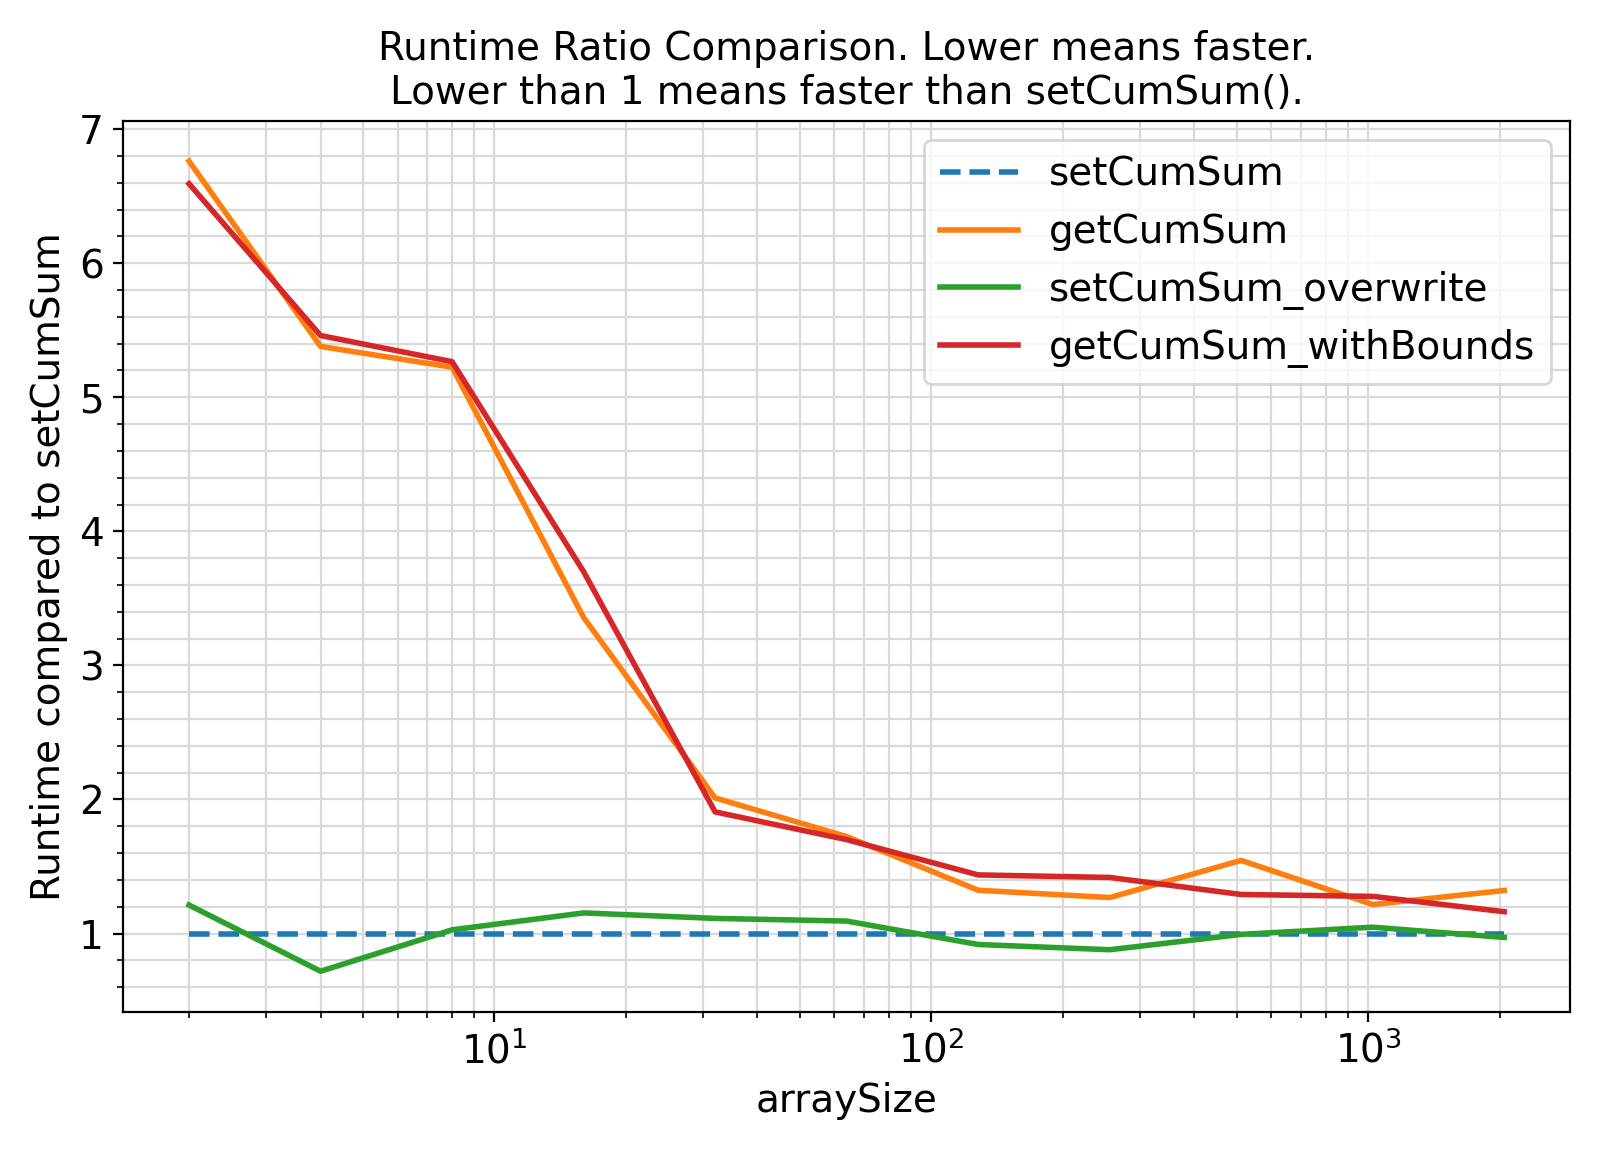 Runtime Ratio Comparison. Lower means faster.
Lower than 1 means faster than setCumSum().
7
6
5
4
3
2
1
Runtime compared to setCumSum
setCumSum
getCumSum
setCumSum_overwrite
getCumSum_withBounds
10¹ 10² 10³
arraySize